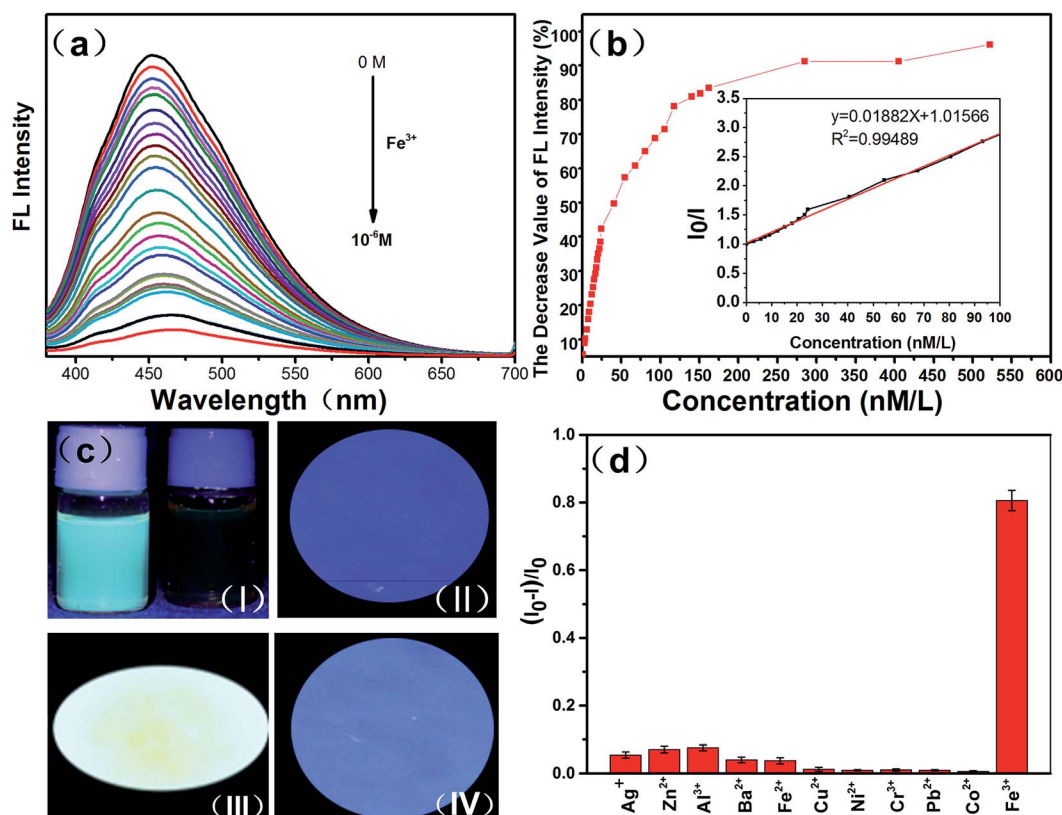 （a）
0 M
Fe³⁺
10⁻⁶M
FL Intensity
400 450 500 550 600 650 700
Wavelength（nm）
（b）
The Decrease Value of FL Intensity (%)
100
90
80
70
60
50
40
30
20
10
0 50 100 150 200 250 300 350 400 450 500 550 600
Concentration (nM/L)
y=0.01882X+1.01566
R²=0.99489
I₀/I
3.5
3.0
2.5
2.0
1.5
1.0
0.5
0.0
0 10 20 30 40 50 60 70 80 90 100
Concentration (nM/L)
（c）
（I）
（II）
（III）
（IV）
（d）
(I₀-I)/I₀
1.0
0.8
0.6
0.4
0.2
0.0
Ag⁺
Zn²⁺
Al³⁺
Ba²⁺
Fe²⁺
Cu²⁺
Ni²⁺
Cr³⁺
Pb²⁺
Co²⁺
Fe³⁺